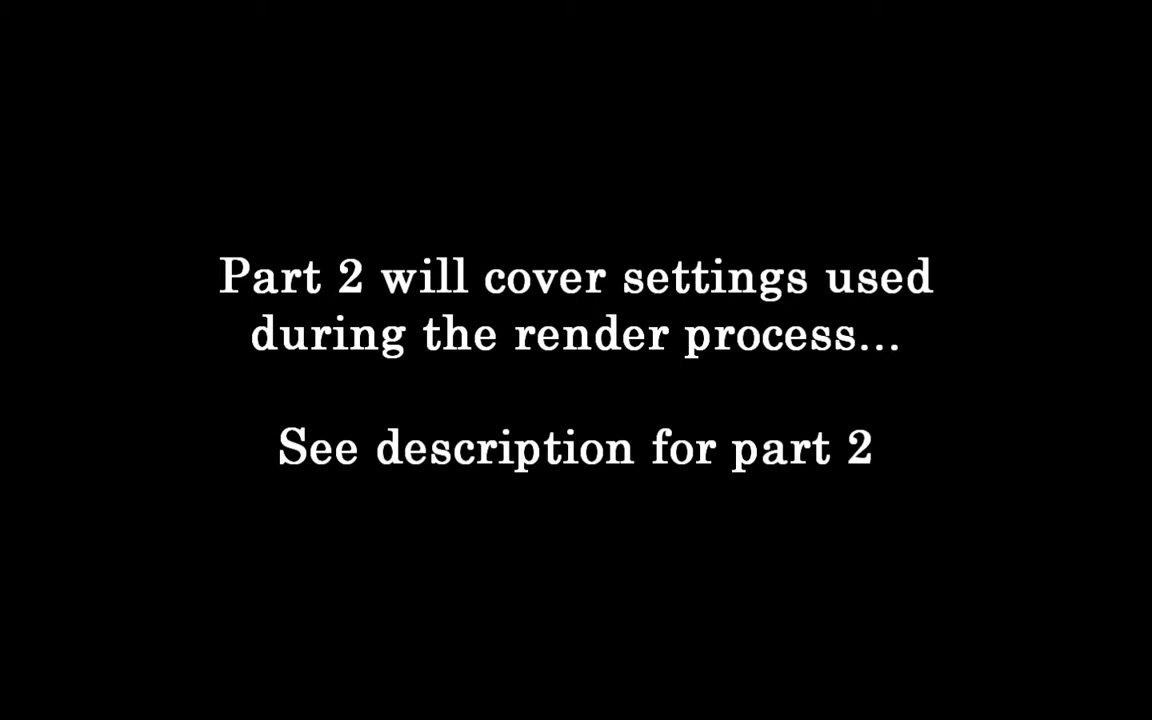 Part 2 will cover settings used
during the render process...
See description for part 2